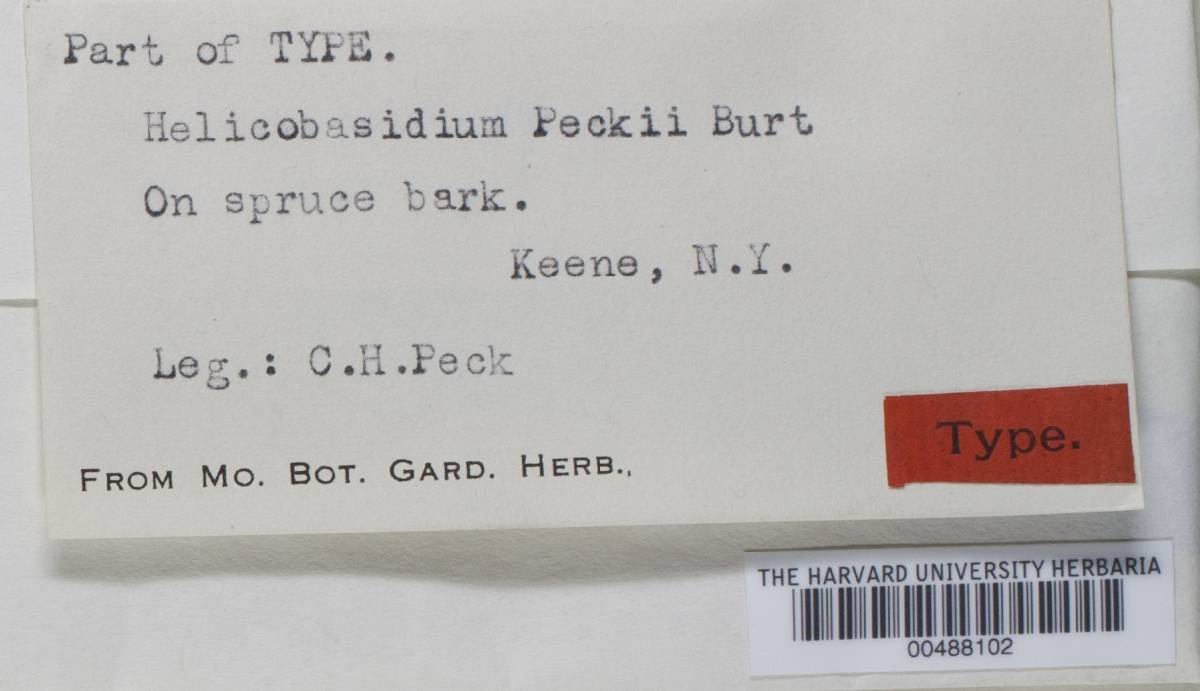 Part of TYPE.
Helicobasidium Peckii Burt
On spruce bark.
Keene, N.Y.
Leg.: C.H.Peck
FROM MO. BOT. GARD. HERB.,
Type.
THE HARVARD UNIVERSITY HERBARIA
00488102